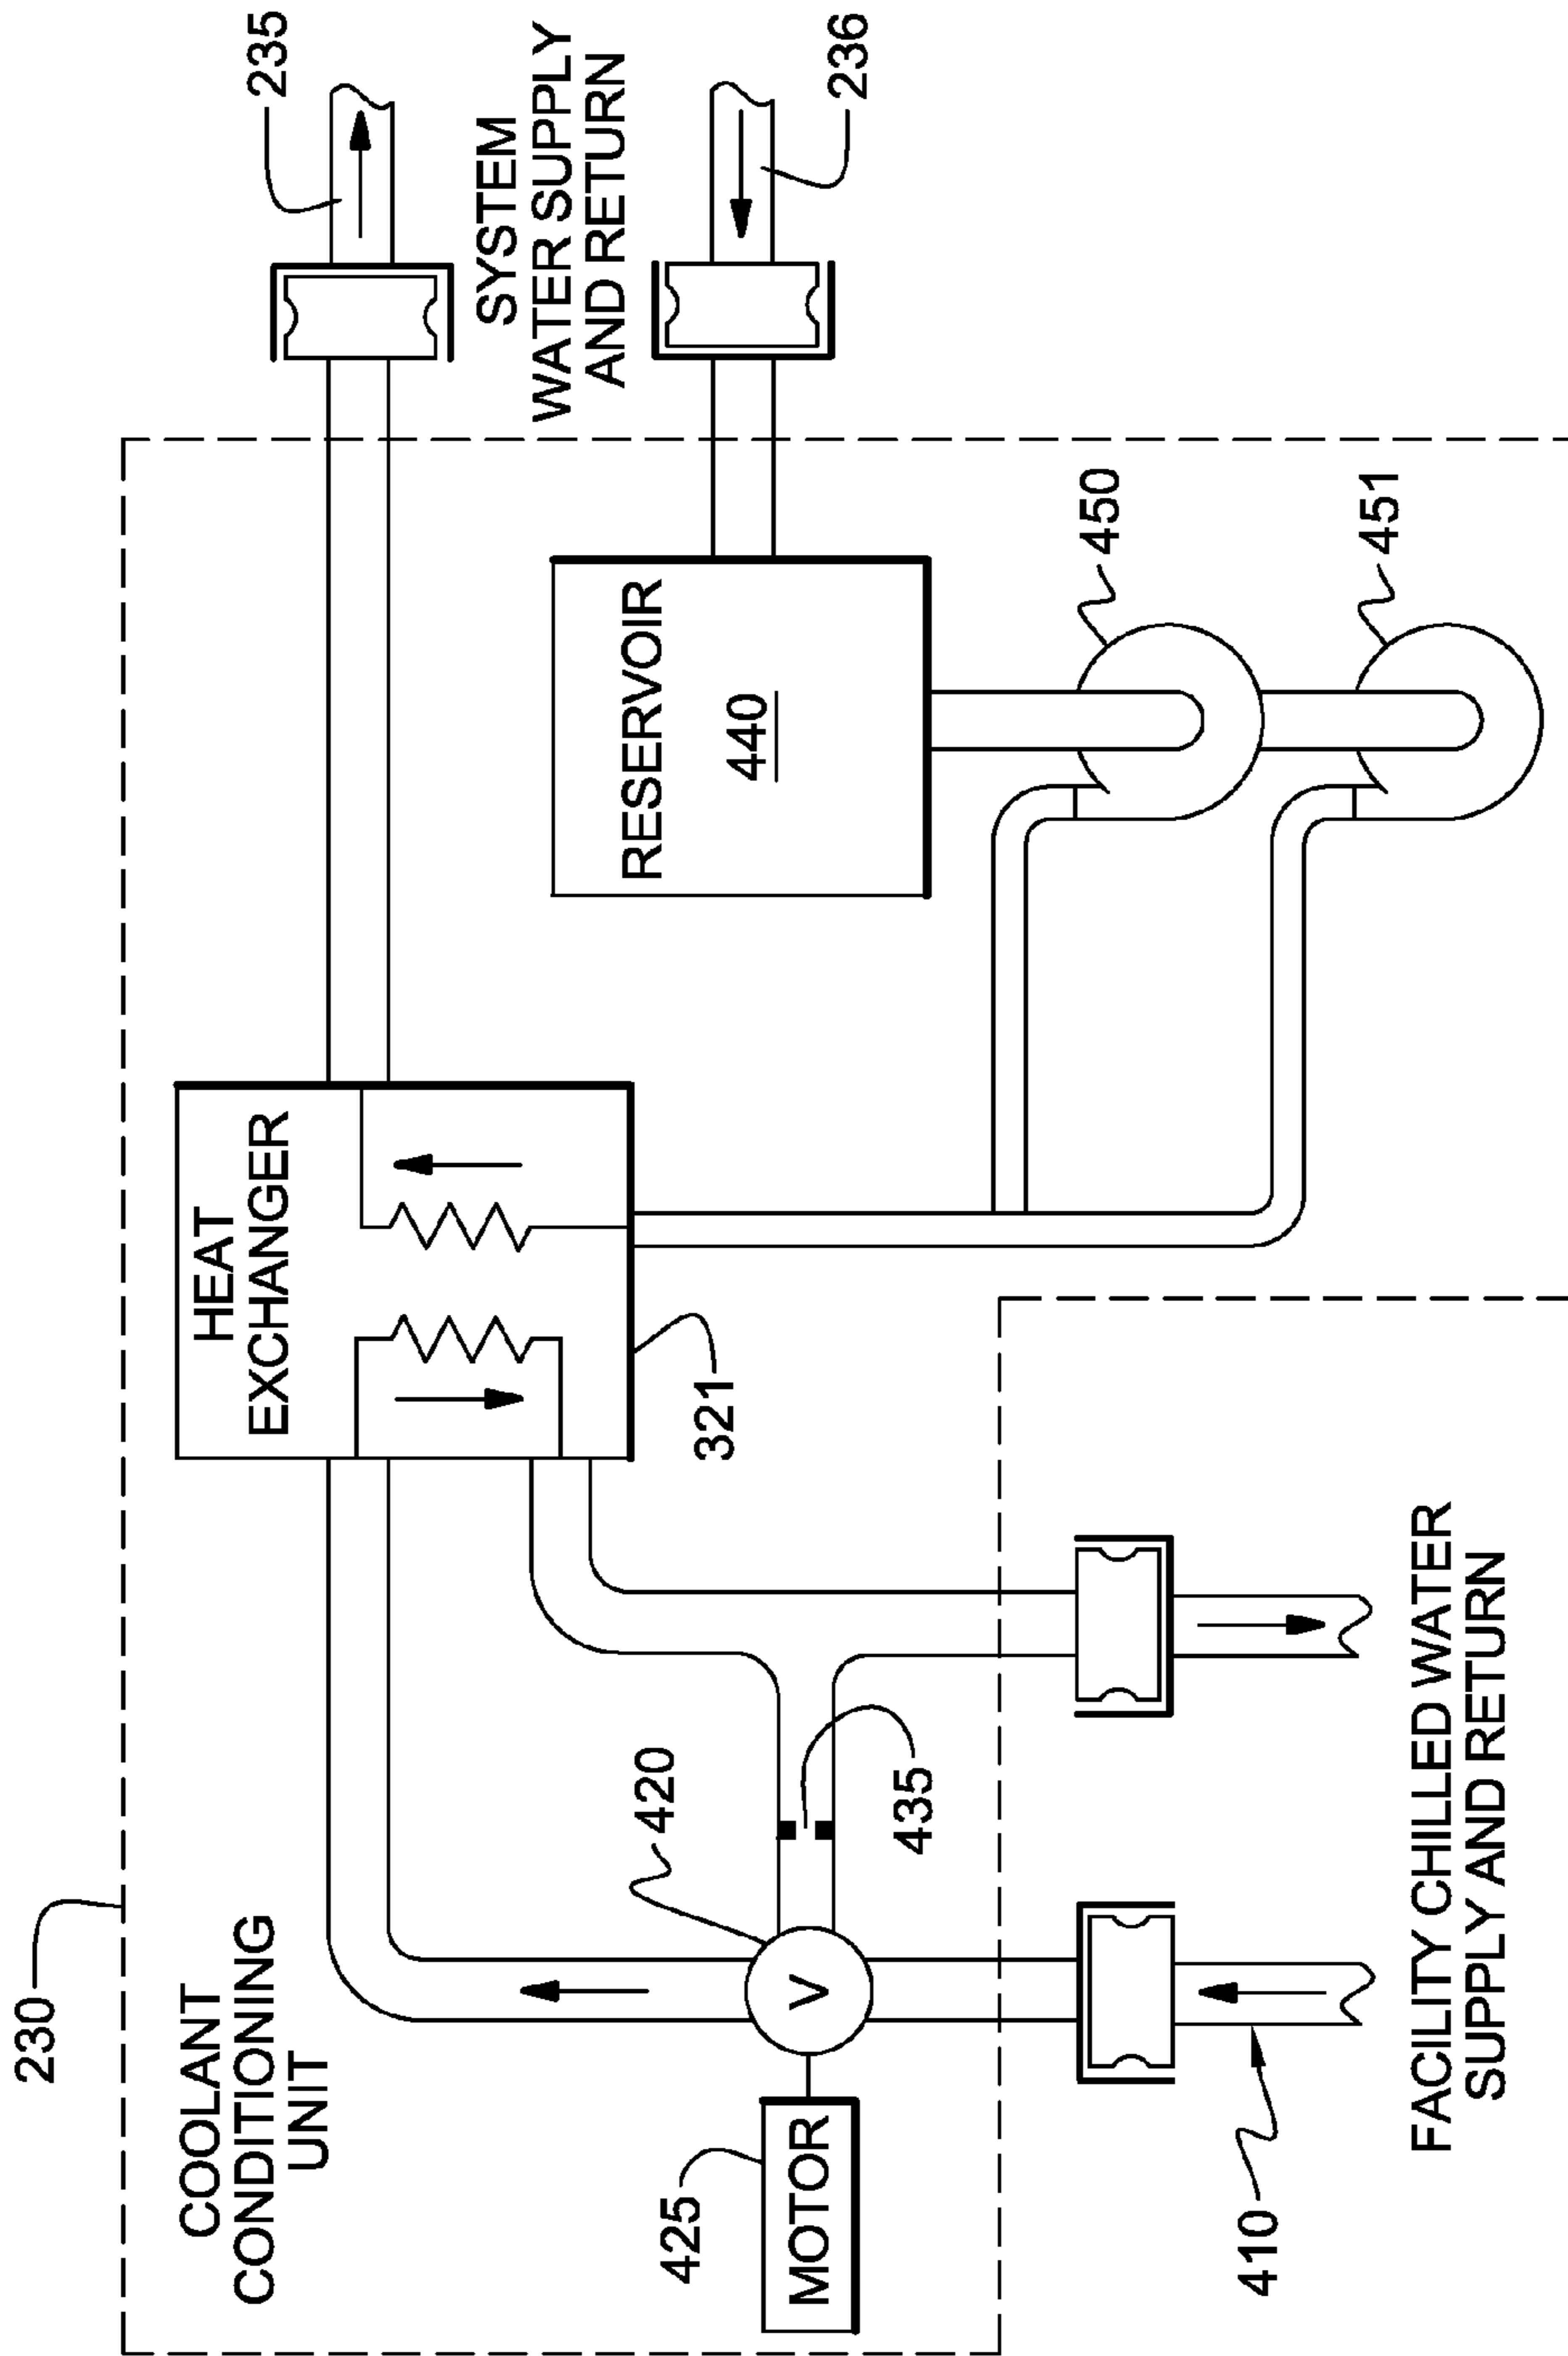 230
COOLANT
CONDITIONING
UNIT
HEAT
EXCHANGER
235
SYSTEM
WATER SUPPLY
AND RETURN
236
425
MOTOR
420
V
435
321
RESERVOIR
440
450
451
410
FACILITY CHILLED WATER
SUPPLY AND RETURN